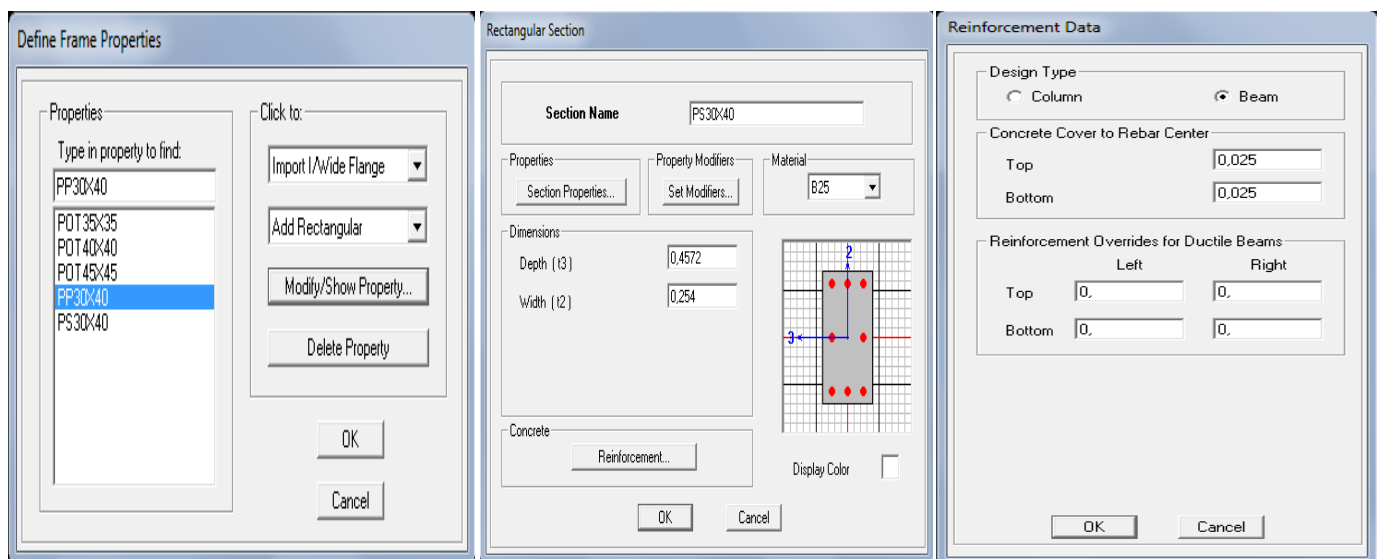 Define Frame Properties
Properties
Type in property to find:
PP30X40
POT35X35
POT40X40
POT45X45
PP30X40
PS30X40
Click to:
Import I/Wide Flange
Add Rectangular
Modify/Show Property...
Delete Property
OK
Cancel
Rectangular Section
Section Name PS30X40
Properties
Section Properties...
Property Modifiers
Set Modifiers...
Material
B25
Dimensions
Depth ( t3 ) 0,4572
Width ( t2 ) 0,254
2
3
Concrete
Reinforcement...
Display Color
OK Cancel
Reinforcement Data
Design Type
Column Beam
Concrete Cover to Rebar Center
Top 0,025
Bottom 0,025
Reinforcement Overrides for Ductile Beams
Left Right
Top 0, 0,
Bottom 0, 0,
OK Cancel